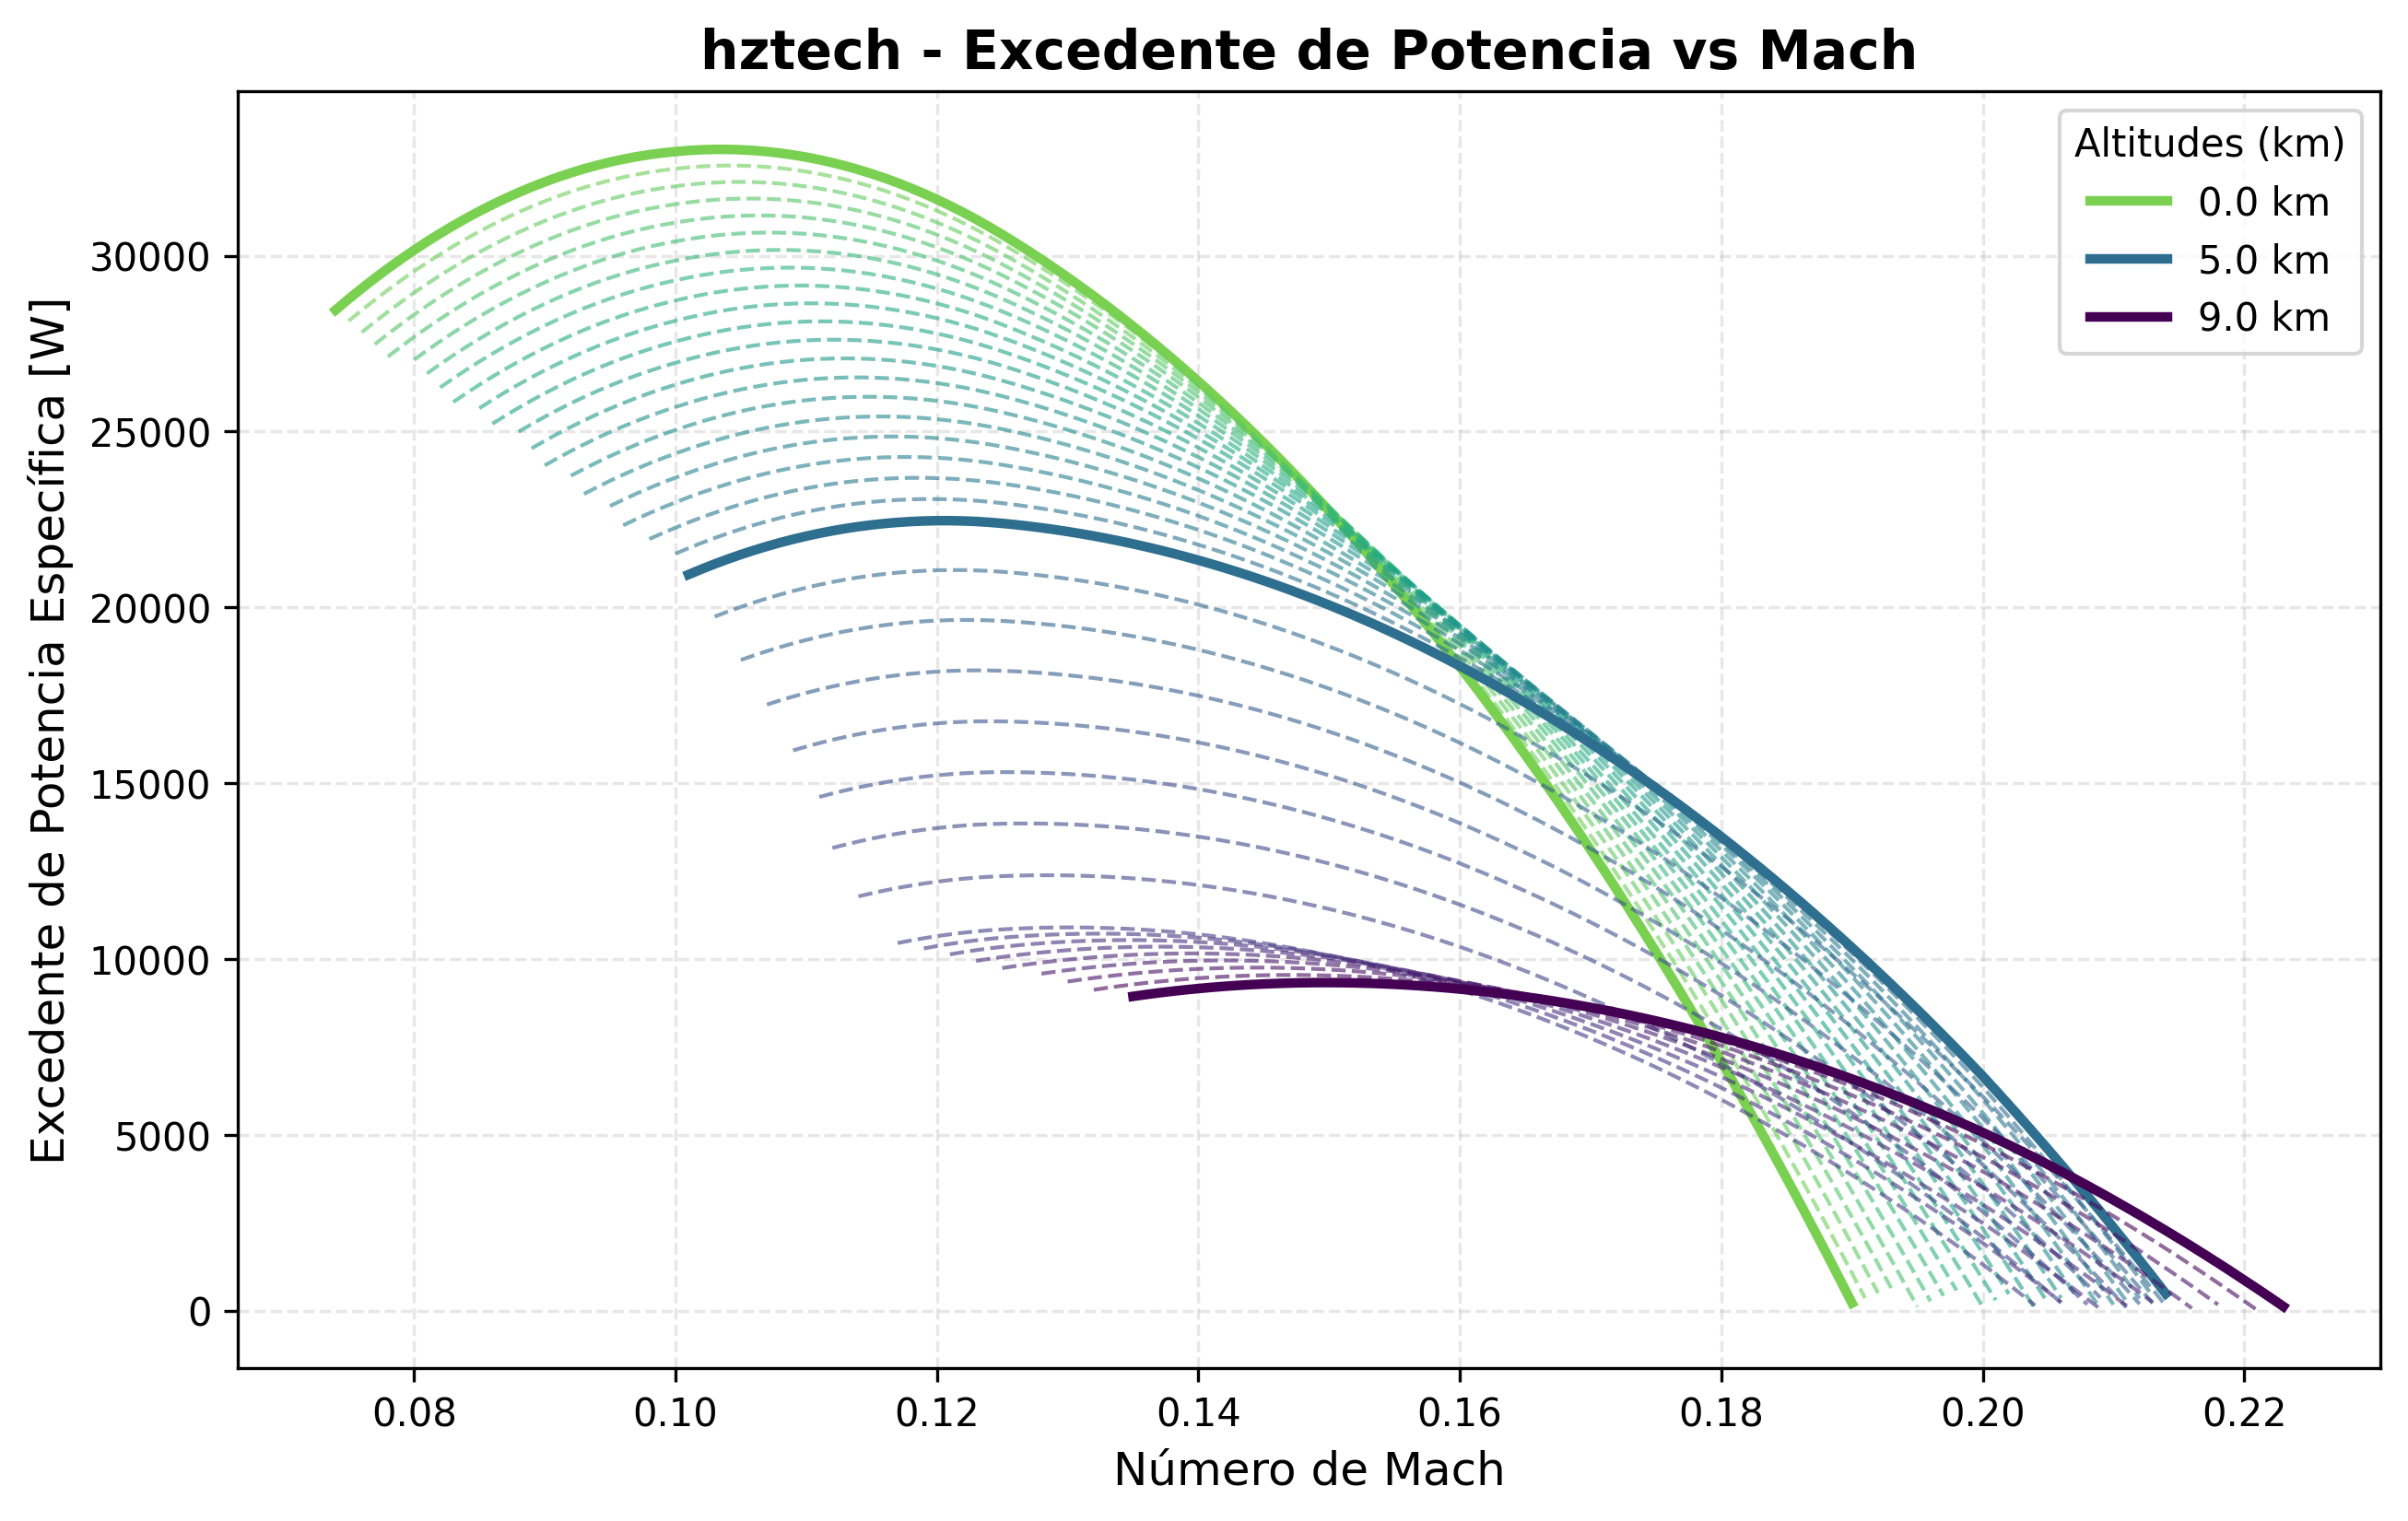 hztech - Excedente de Potencia vs Mach
Excedente de Potencia Específica [W]
30000
25000
20000
15000
10000
5000
0
Altitudes (km)
0.0 km
5.0 km
9.0 km
0.08 0.10 0.12 0.14 0.16 0.18 0.20 0.22
Número de Mach